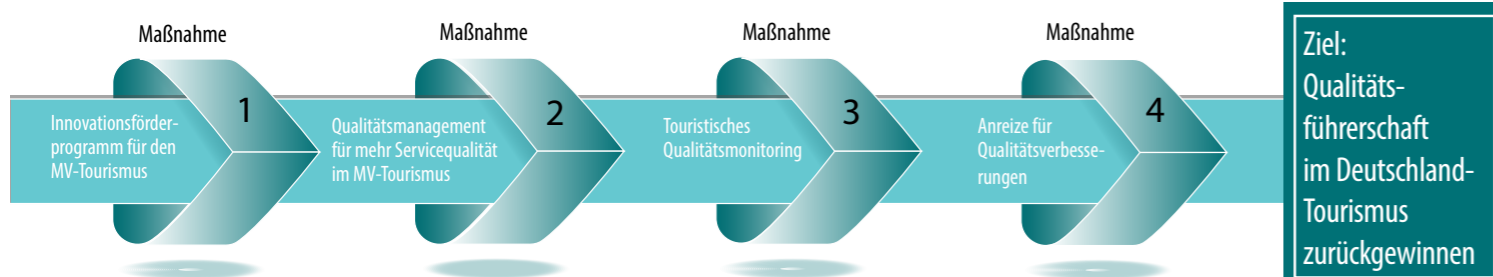 Maßnahme
1
Innovationsförder-
programm für den
MV-Tourismus
Maßnahme
2
Qualitätsmanagement
für mehr Servicequalität
im MV-Tourismus
Maßnahme
3
Touristisches
Qualitätsmonitoring
Maßnahme
4
Anreize für
Qualitätsverbesse-
rungen
Ziel:
Qualitäts-
führerschaft
im Deutschland-
Tourismus
zurückgewinnen